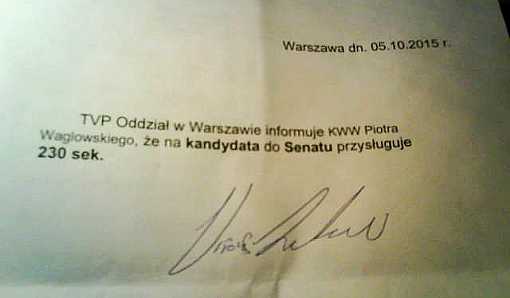 Warszawa dn. 05.10.2015 r.
TVP Oddział w Warszawie informuje KWW Piotra
Waglowskiego, że na kandydata do Senatu przysługuje
230 sek.